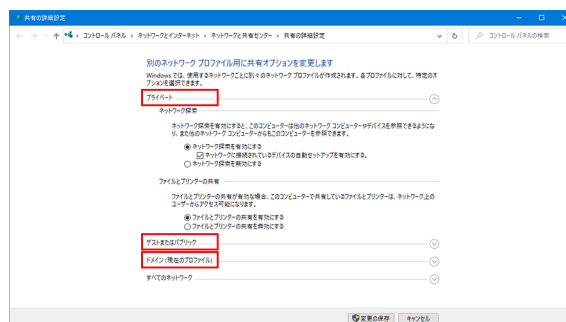 共有の詳細設定
コントロール パネル › ネットワークとインターネット › ネットワークと共有センター › 共有の詳細設定
コントロール パネルの検索
別のネットワーク プロファイル用に共有オプションを変更します
Windows では、使用するネットワークごとに別々のネットワーク プロファイルが作成されます。各プロファイルに対して、特定のオ
プションを選択できます。
プライベート
ネットワーク探索
ネットワーク探索を有効にすると、このコンピューターは他のネットワーク コンピューターやデバイスを参照できるようにな
り、また他のネットワーク コンピューターからもこのコンピューターを参照できます。
ネットワーク探索を有効にする
ネットワークに接続されているデバイスの自動セットアップを有効にする。
ネットワーク探索を無効にする
ファイルとプリンターの共有
ファイルとプリンターの共有が有効な場合、このコンピューターで共有しているファイルとプリンターは、ネットワーク上の
ユーザーからアクセス可能になります。
ファイルとプリンターの共有を有効にする
ファイルとプリンターの共有を無効にする
ゲストまたはパブリック
ドメイン (現在のプロファイル)
すべてのネットワーク
変更の保存
キャンセル